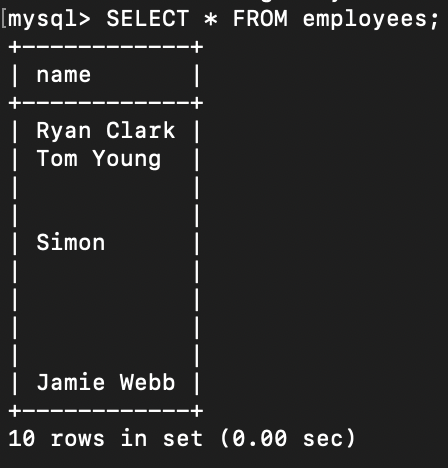 mysql> SELECT * FROM employees;
+------------+
| name       |
+------------+
| Ryan Clark |
| Tom Young  |
|            |
|            |
| Simon      |
|            |
|            |
|            |
|            |
| Jamie Webb |
+------------+
10 rows in set (0.00 sec)